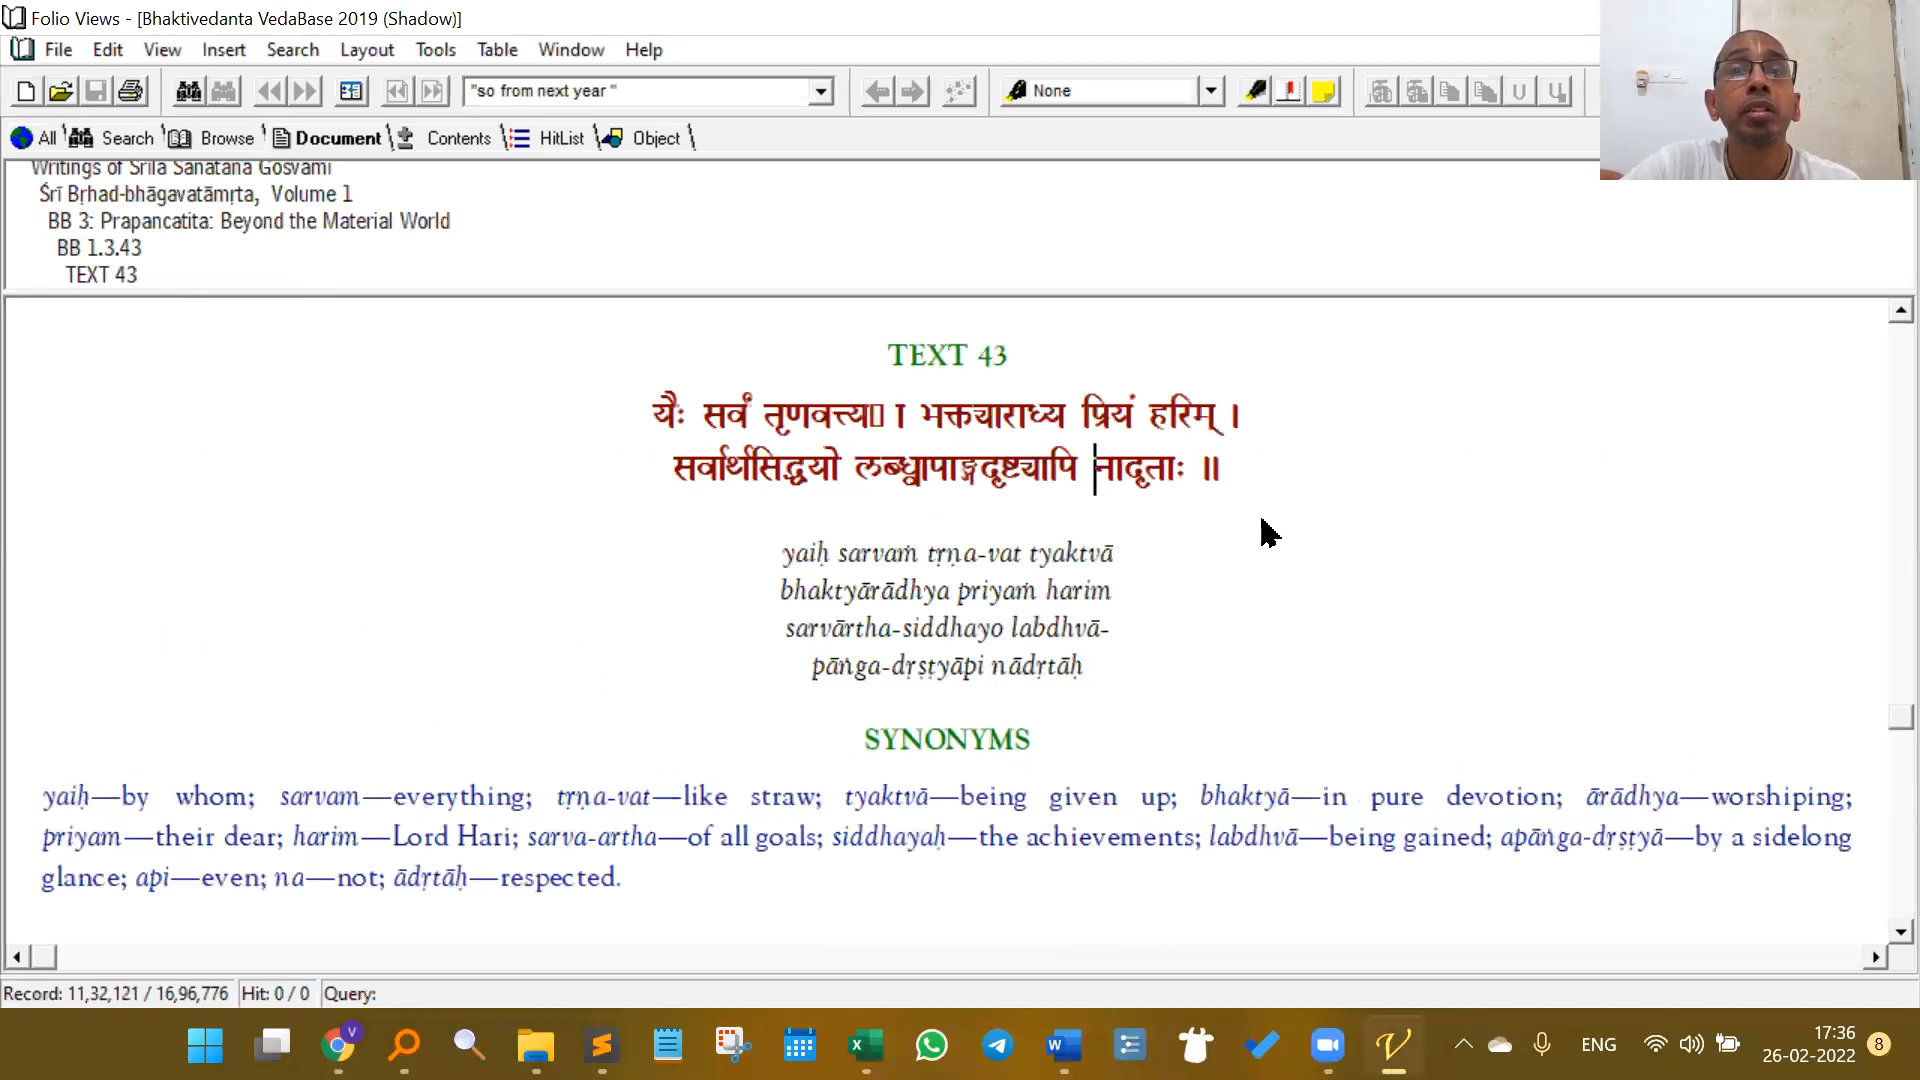 Folio Views - [Bhaktivedanta VedaBase 2019 (Shadow)]
File Edit View Insert Search Layout Tools Table Window Help
"so from next year " None
All Search Browse Document Contents HitList Object
Writings of Srila Sanatana Gosvami
Śrī Bṛhad-bhāgavatāmṛta, Volume 1
BB 3: Prapancatita: Beyond the Material World
BB 1.3.43
TEXT 43
TEXT 43
यैः सर्वं तृणवत्त्य▯ा भक्त्याराध्य प्रियं हरिम् ।
सर्वार्थसिद्धयो लब्ध्वापाङ्गदृष्ट्यापि नादृताः ॥
yaiḥ sarvaṁ tṛṇa-vat tyaktvā
bhaktyārādhya priyaṁ harim
sarvārtha-siddhayo labdhvā-
pāṅga-dṛṣṭyāpi nādṛtāḥ
SYNONYMS
yaiḥ—by whom; sarvam—everything; tṛṇa-vat—like straw; tyaktvā—being given up; bhaktyā—in pure devotion; ārādhya—worshiping;
priyam—their dear; harim—Lord Hari; sarva-artha—of all goals; siddhayaḥ—the achievements; labdhvā—being gained; apāṅga-dṛṣṭyā—by a sidelong
glance; api—even; na—not; ādṛtāḥ—respected.
Record: 11,32,121 / 16,96,776 Hit: 0 / 0 Query:
V
ENG
17:36
26-02-2022
8